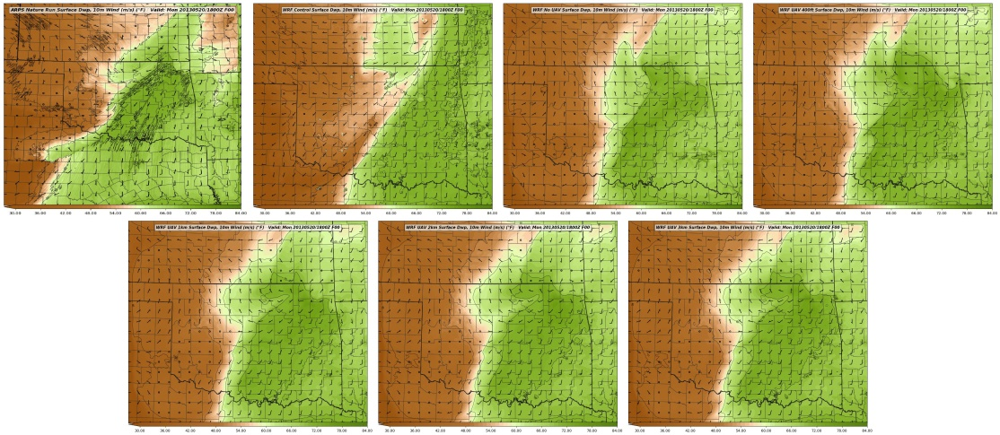 ARPS Nature Run Surface Dwp, 10m Wind (m/s) (°F)   Valid: Mon 20130520/1800Z F00
WRF Control Surface Dwp, 10m Wind (m/s) (°F)   Valid: Mon 20130520/1800Z F00
WRF No UAV Surface Dwp, 10m Wind (m/s) (°F)   Valid: Mon 20130520/1800Z F00
WRF UAV 400ft Surface Dwp, 10m Wind (m/s) (°F)   Valid: Mon 20130520/1800Z F00
30.00 36.00 42.00 48.00 54.00 60.00 66.00 72.00 78.00 84.00
30.00 36.00 42.00 48.00 54.00 60.00 66.00 72.00 78.00 84.00
30.00 36.00 42.00 48.00 54.00 60.00 66.00 72.00 78.00 84.00
30.00 36.00 42.00 48.00 54.00 60.00 66.00 72.00 78.00 84.00
WRF UAV 1km Surface Dwp, 10m Wind (m/s) (°F)   Valid: Mon 20130520/1800Z F00
WRF UAV 2km Surface Dwp, 10m Wind (m/s) (°F)   Valid: Mon 20130520/1800Z F00
WRF UAV 3km Surface Dwp, 10m Wind (m/s) (°F)   Valid: Mon 20130520/1800Z F00
30.00 36.00 42.00 48.00 54.00 60.00 66.00 72.00 78.00 84.00
30.00 36.00 42.00 48.00 54.00 60.00 66.00 72.00 78.00 84.00
30.00 36.00 42.00 48.00 54.00 60.00 66.00 72.00 78.00 84.00